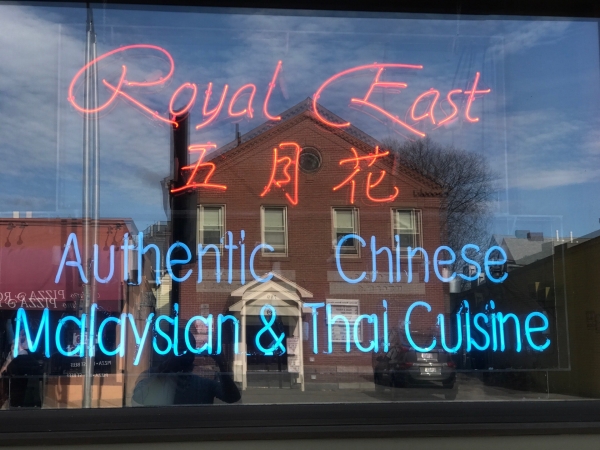 Royal East
五月花
Authentic Chinese
Malaysian & Thai Cuisine